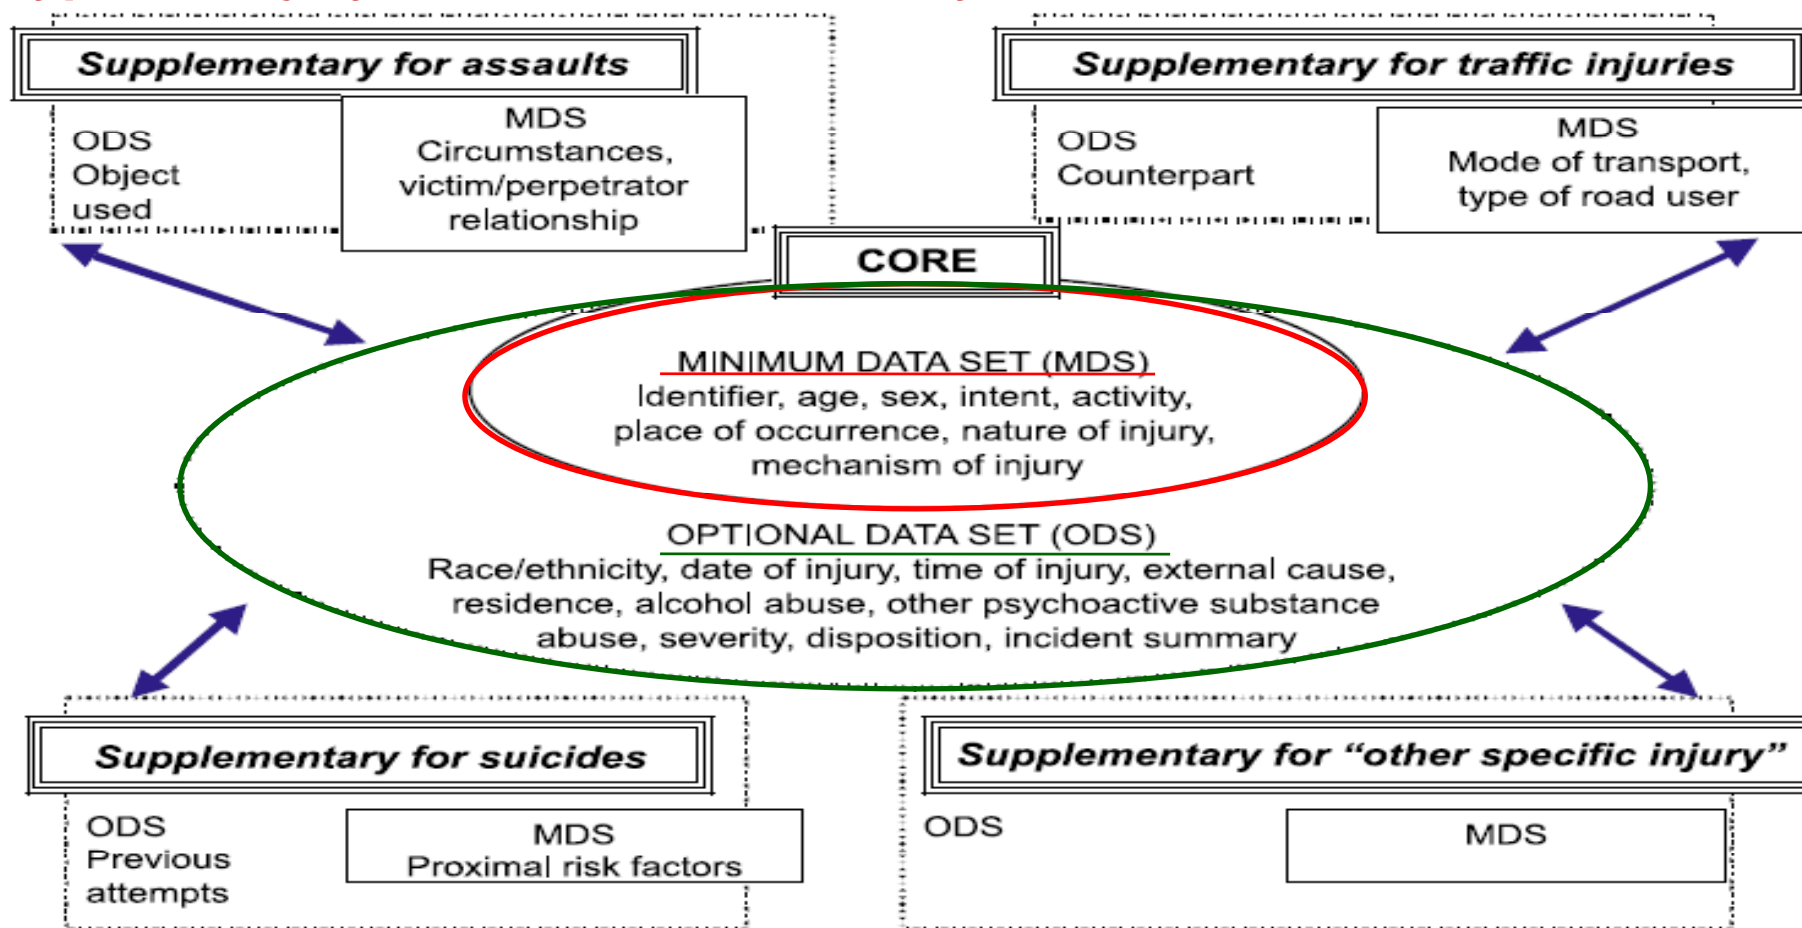 Supplementary for assaults
ODS
Object
used
MDS
Circumstances,
victim/perpetrator
relationship
Supplementary for traffic injuries
ODS
Counterpart
MDS
Mode of transport,
type of road user
CORE
MINIMUM DATA SET (MDS)
Identifier, age, sex, intent, activity,
place of occurrence, nature of injury,
mechanism of injury
OPTIONAL DATA SET (ODS)
Race/ethnicity, date of injury, time of injury, external cause,
residence, alcohol abuse, other psychoactive substance
abuse, severity, disposition, incident summary
Supplementary for suicides
ODS
Previous
attempts
MDS
Proximal risk factors
Supplementary for “other specific injury”
ODS
MDS